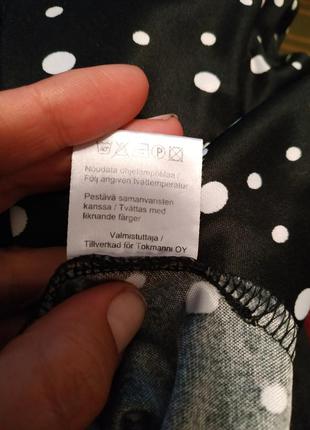 Noudata ohjelämpötilaa /
Följ angiven tvättemperatur
Pestävä samanväristen
kanssa / Tvättas med
liknande färger
Valmistuttaja /
Tillverkad för Tokmanni OY